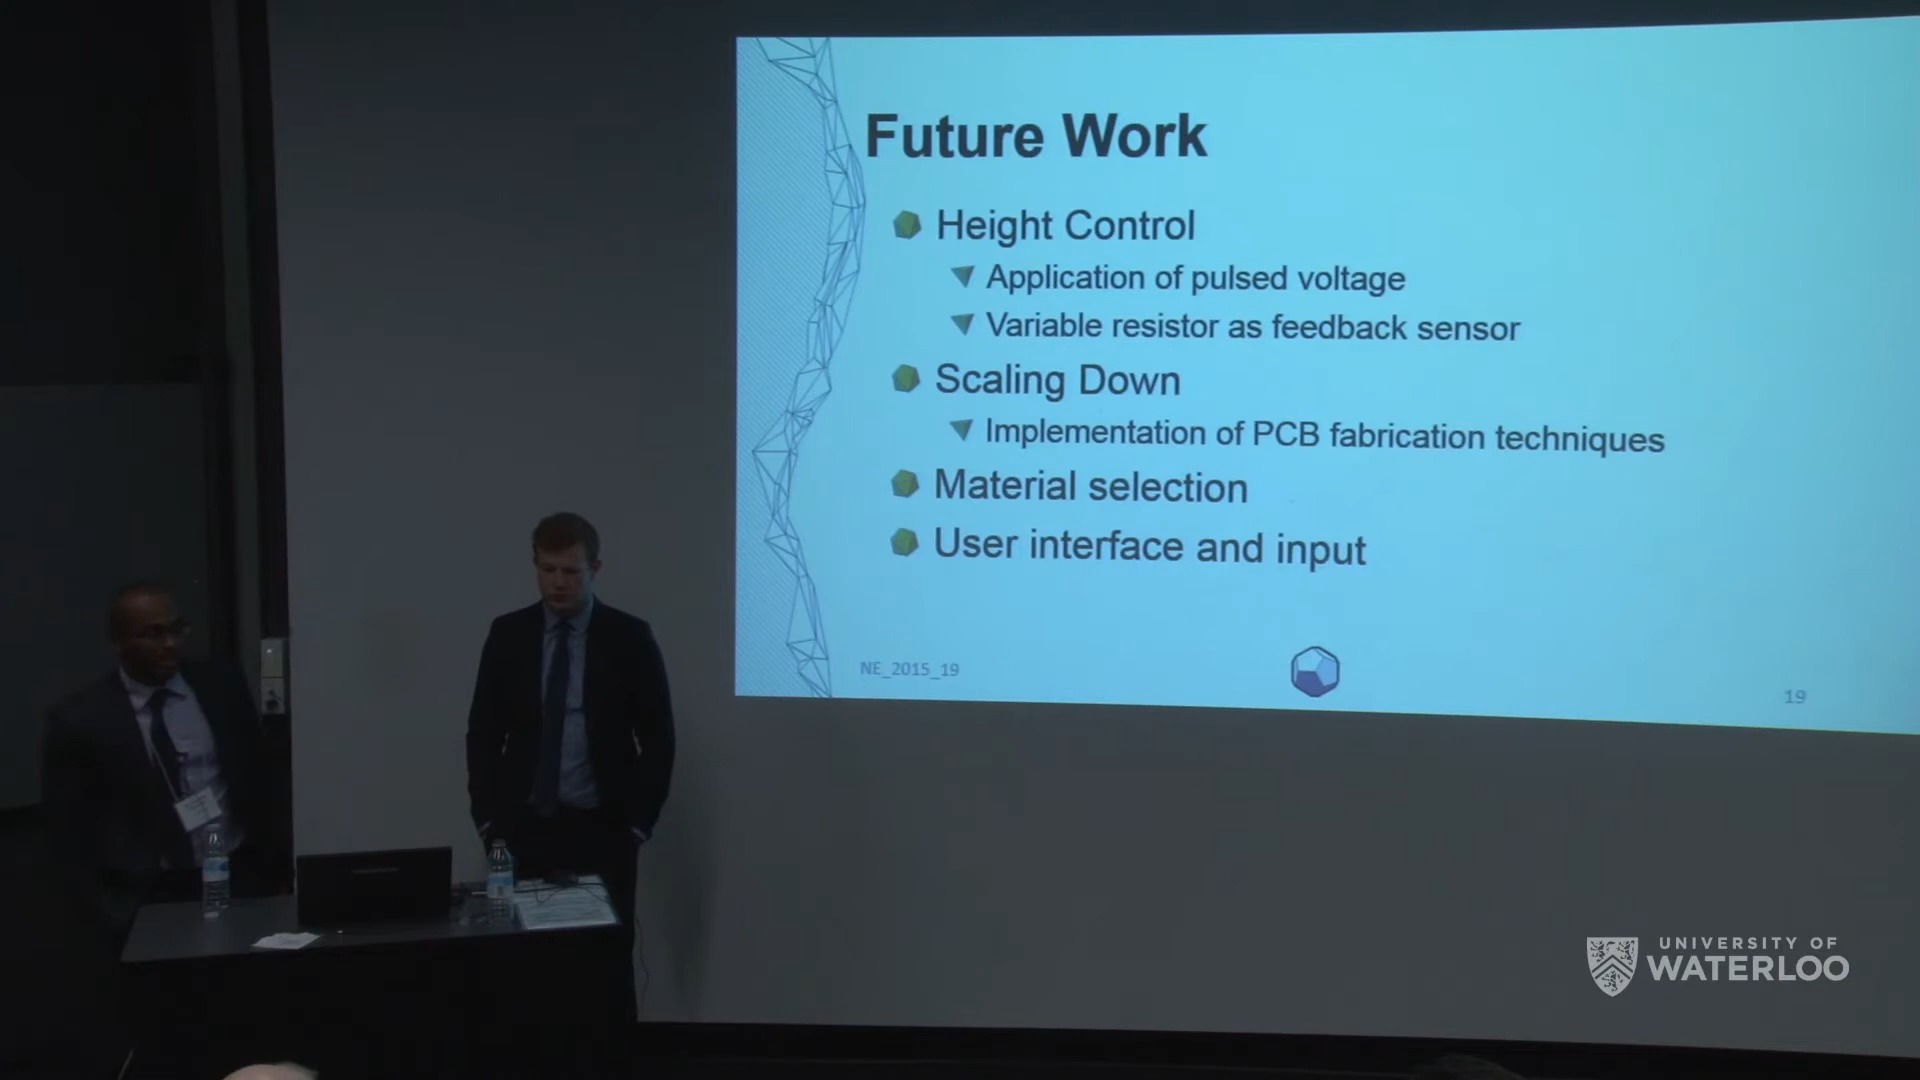 Future Work
Height Control
Application of pulsed voltage
Variable resistor as feedback sensor
Scaling Down
Implementation of PCB fabrication techniques
Material selection
User interface and input
NE_2015_19
19
UNIVERSITY OF
WATERLOO